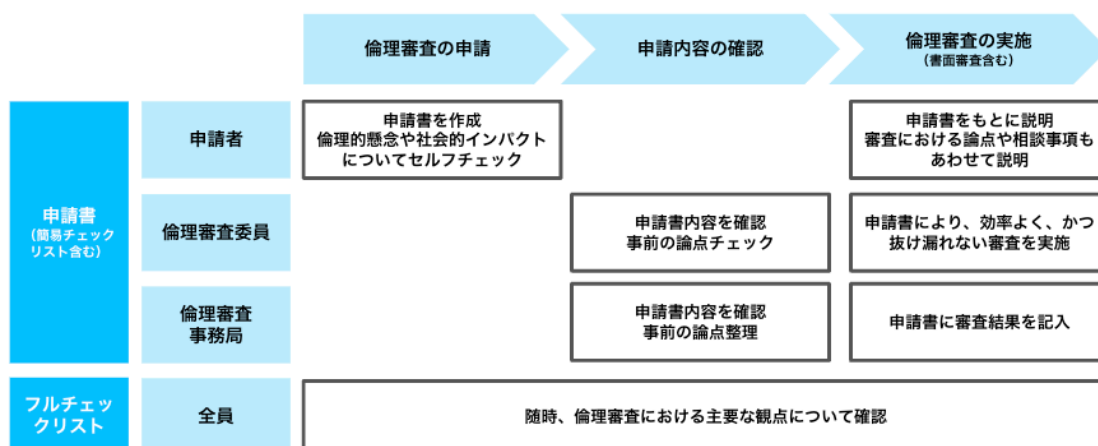 倫理審査の申請
申請内容の確認
倫理審査の実施
(書面審査含む)
申請書
(簡易チェック
リスト含む)
申請者
申請書を作成
倫理的懸念や社会的インパクト
についてセルフチェック
申請書をもとに説明
審査における論点や相談事項も
あわせて説明
倫理審査委員
申請書内容を確認
事前の論点チェック
申請書により、効率よく、かつ
抜け漏れない審査を実施
倫理審査
事務局
申請書内容を確認
事前の論点整理
申請書に審査結果を記入
フルチェッ
クリスト
全員
随時、倫理審査における主要な観点について確認